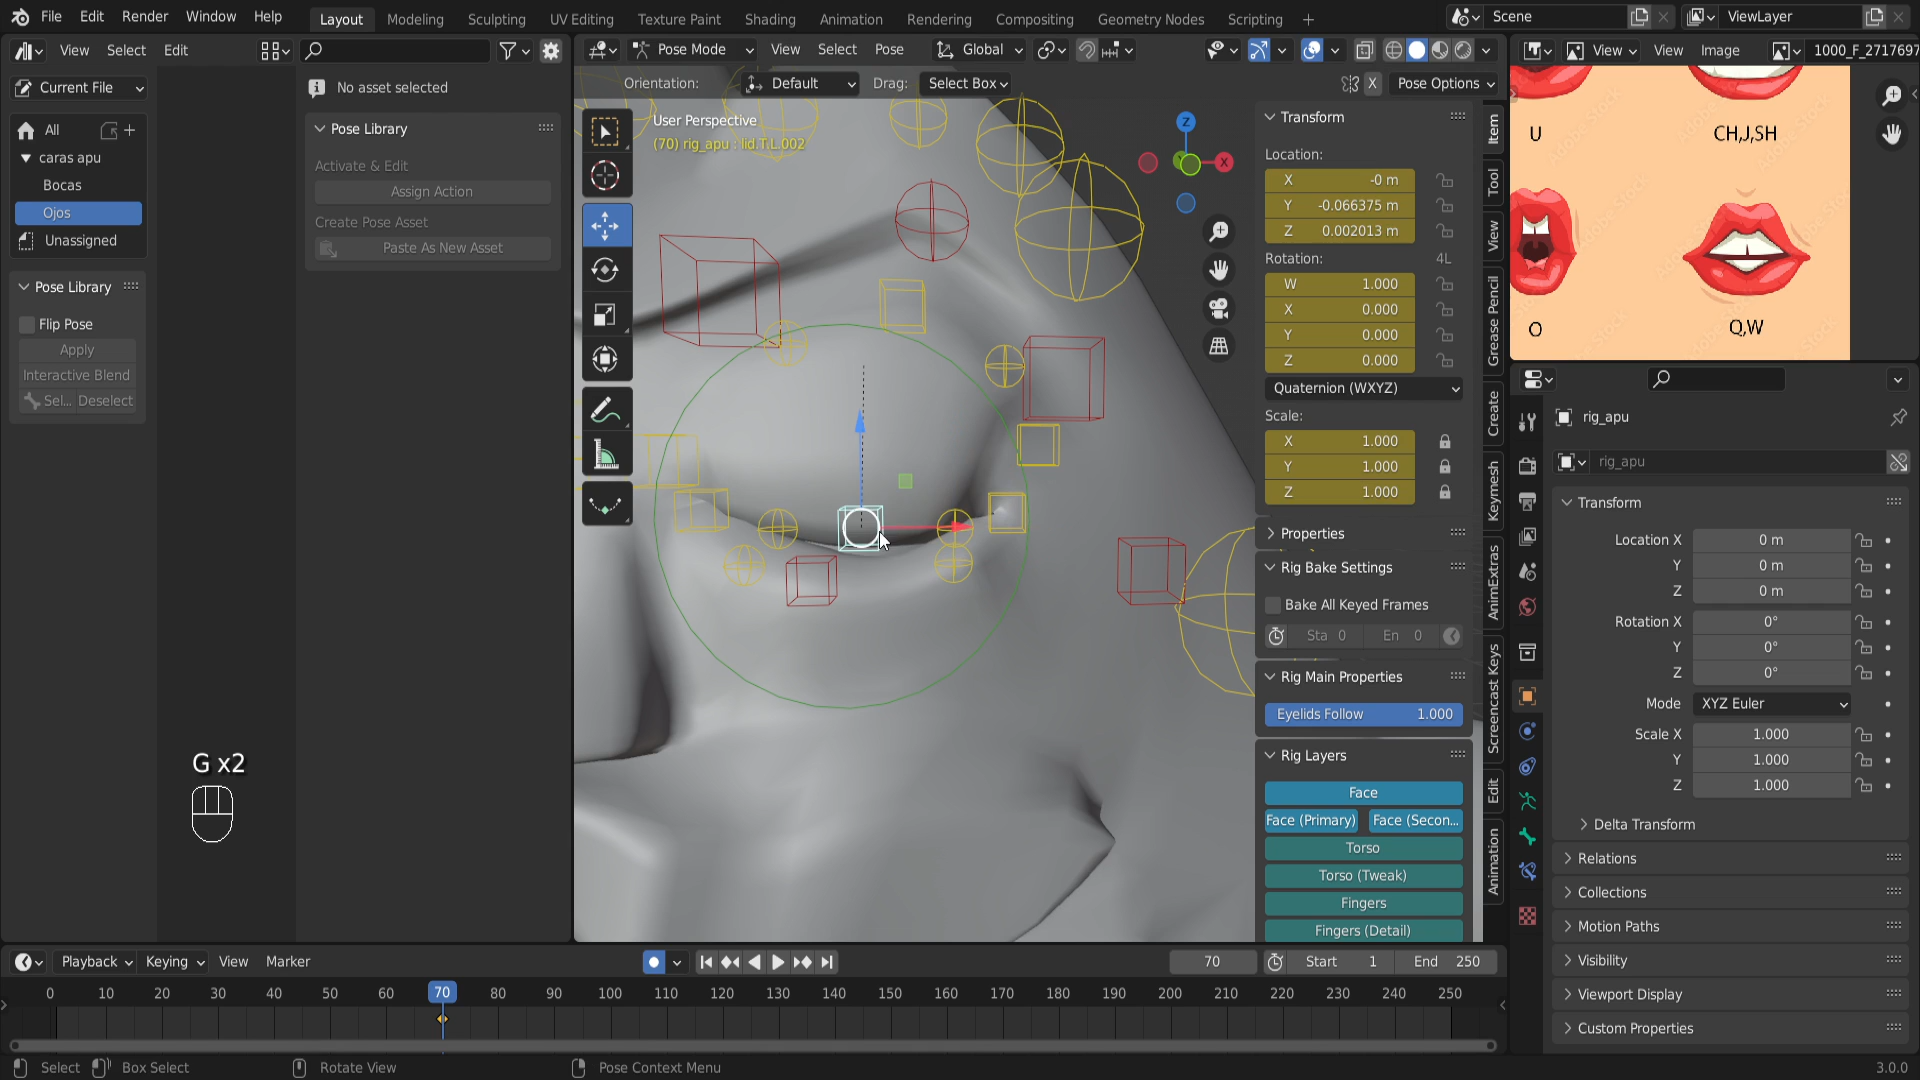 File Edit Render Window Help
Layout Modeling Sculpting UV Editing Texture Paint Shading Animation Rendering Compositing Geometry Nodes Scripting +
Scene ViewLayer
View Select Edit
Pose Mode View Select Pose Global
View View Image 1000_F_2717697
Orientation: Default Drag: Select Box X Pose Options
Current File
All
caras apu
Bocas
Ojos
Unassigned
Pose Library
Flip Pose
Apply
Interactive Blend
Sel... Deselect
No asset selected
Pose Library
Activate & Edit
Assign Action
Create Pose Asset
Paste As New Asset
G x2
User Perspective
(70) rig_apu : lid.T.L.002
Z
X
Transform
Location:
X -0 m
Y -0.066375 m
Z 0.002013 m
Rotation: 4L
W 1.000
X 0.000
Y 0.000
Z 0.000
Quaternion (WXYZ)
Scale:
X 1.000
Y 1.000
Z 1.000
Properties
Rig Bake Settings
Bake All Keyed Frames
Sta 0 En 0
Rig Main Properties
Eyelids Follow 1.000
Rig Layers
Face
Face (Primary) Face (Secon...
Torso
Torso (Tweak)
Fingers
Fingers (Detail)
Item
Tool
View
Grease Pencil
Create
Keymesh
AnimExtras
Screencast Keys
Edit
Animation
U CH,J,SH
O Q,W
rig_apu
rig_apu
Transform
Location X 0 m
Y 0 m
Z 0 m
Rotation X 0°
Y 0°
Z 0°
Mode XYZ Euler
Scale X 1.000
Y 1.000
Z 1.000
Delta Transform
Relations
Collections
Motion Paths
Visibility
Viewport Display
Custom Properties
Playback Keying View Marker
70 Start 1 End 250
0 10 20 30 40 50 60 70 80 90 100 110 120 130 140 150 160 170 180 190 200 210 220 230 240 250
Select Box Select Rotate View Pose Context Menu 3.0.0